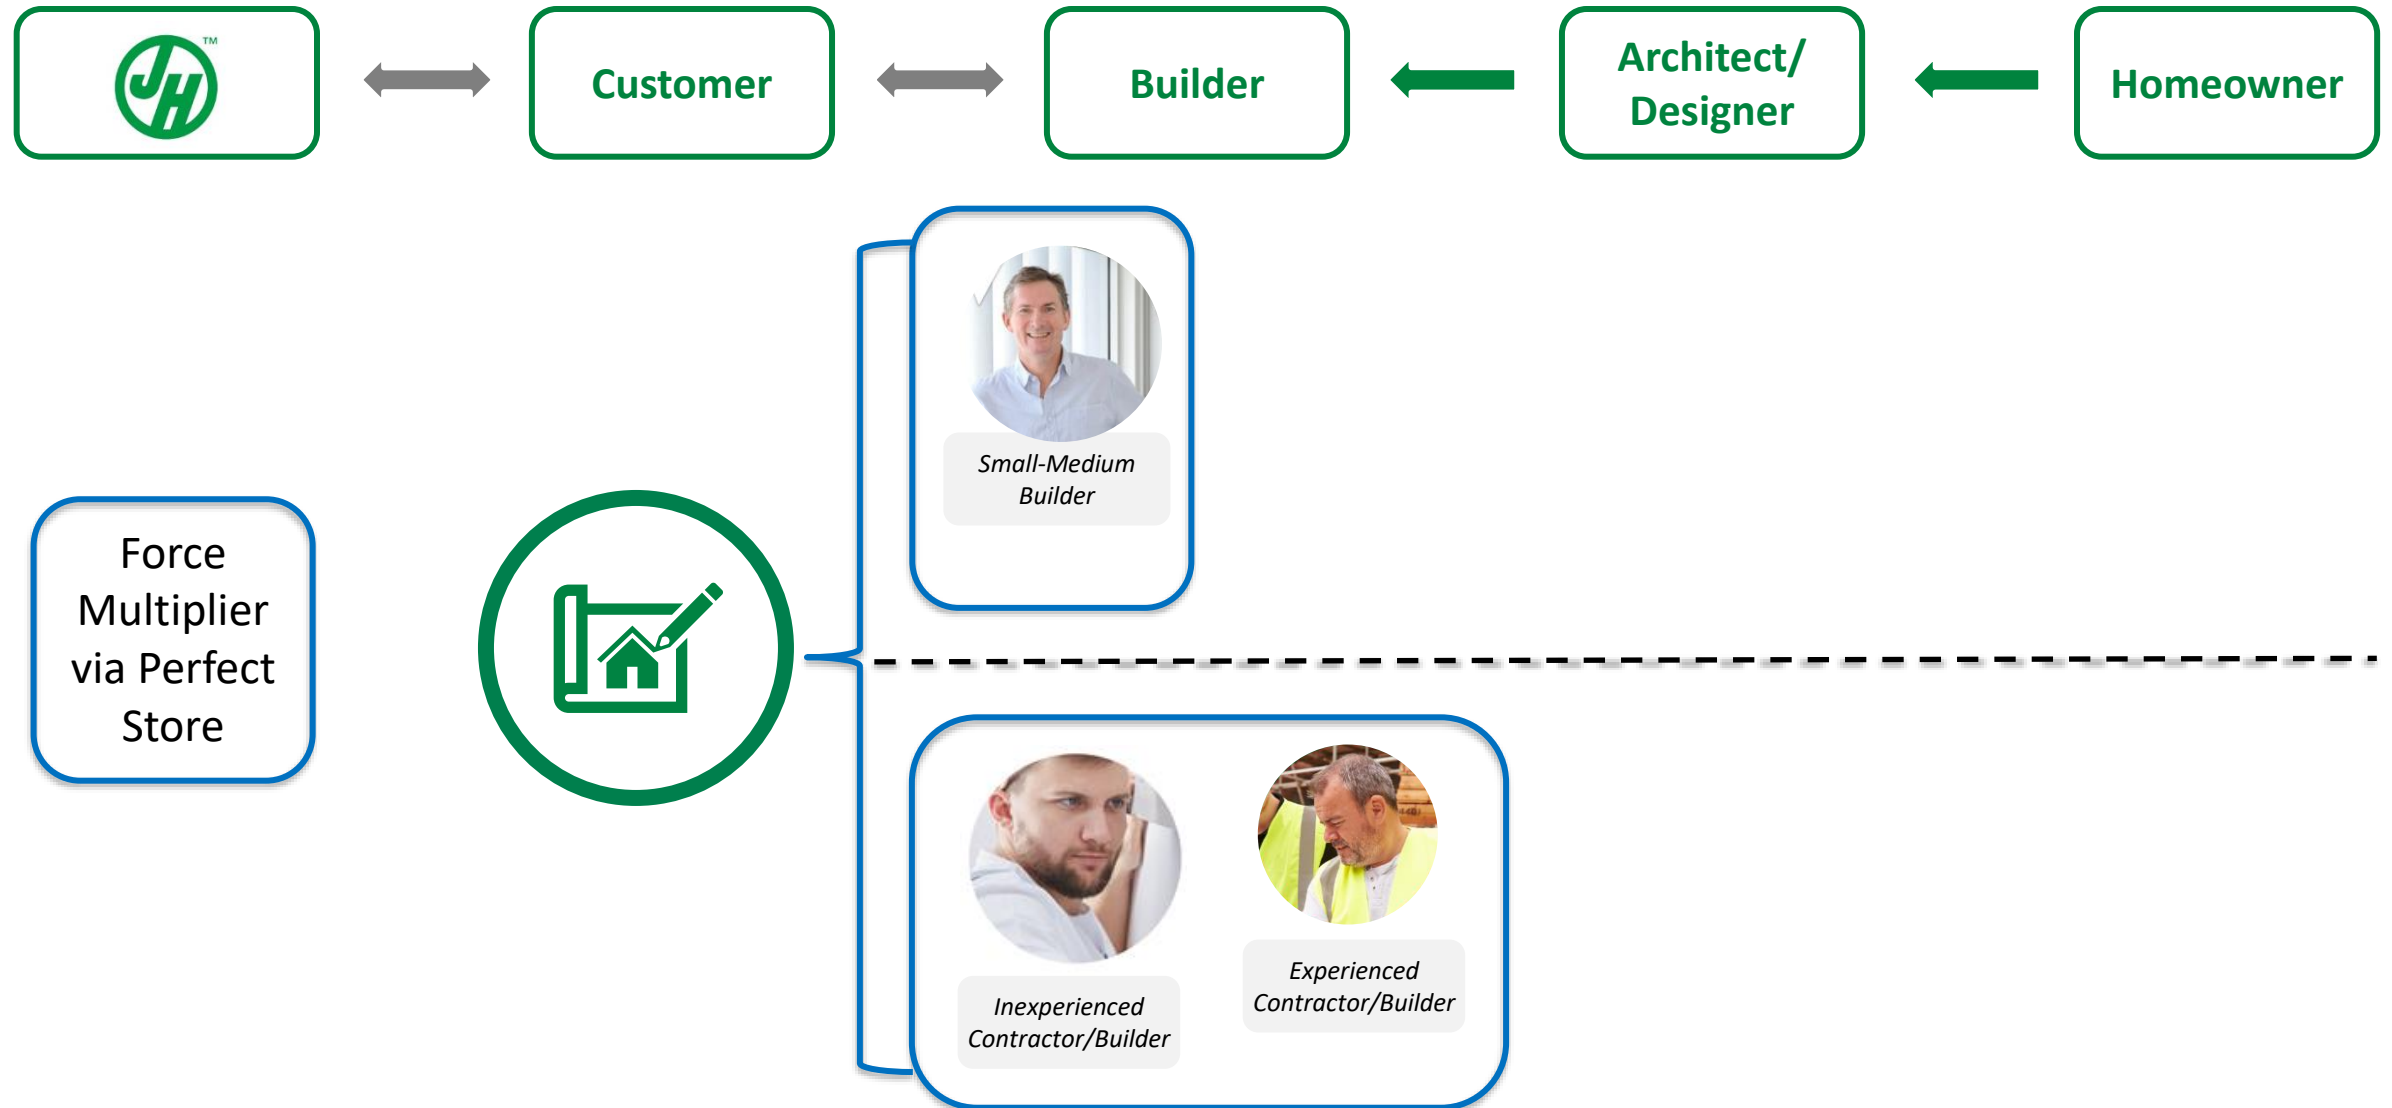 JH
TM
Customer
Builder
Architect/
Designer
Homeowner
Small-Medium
Builder
Force
Multiplier
via Perfect
Store
Inexperienced
Contractor/Builder
Experienced
Contractor/Builder